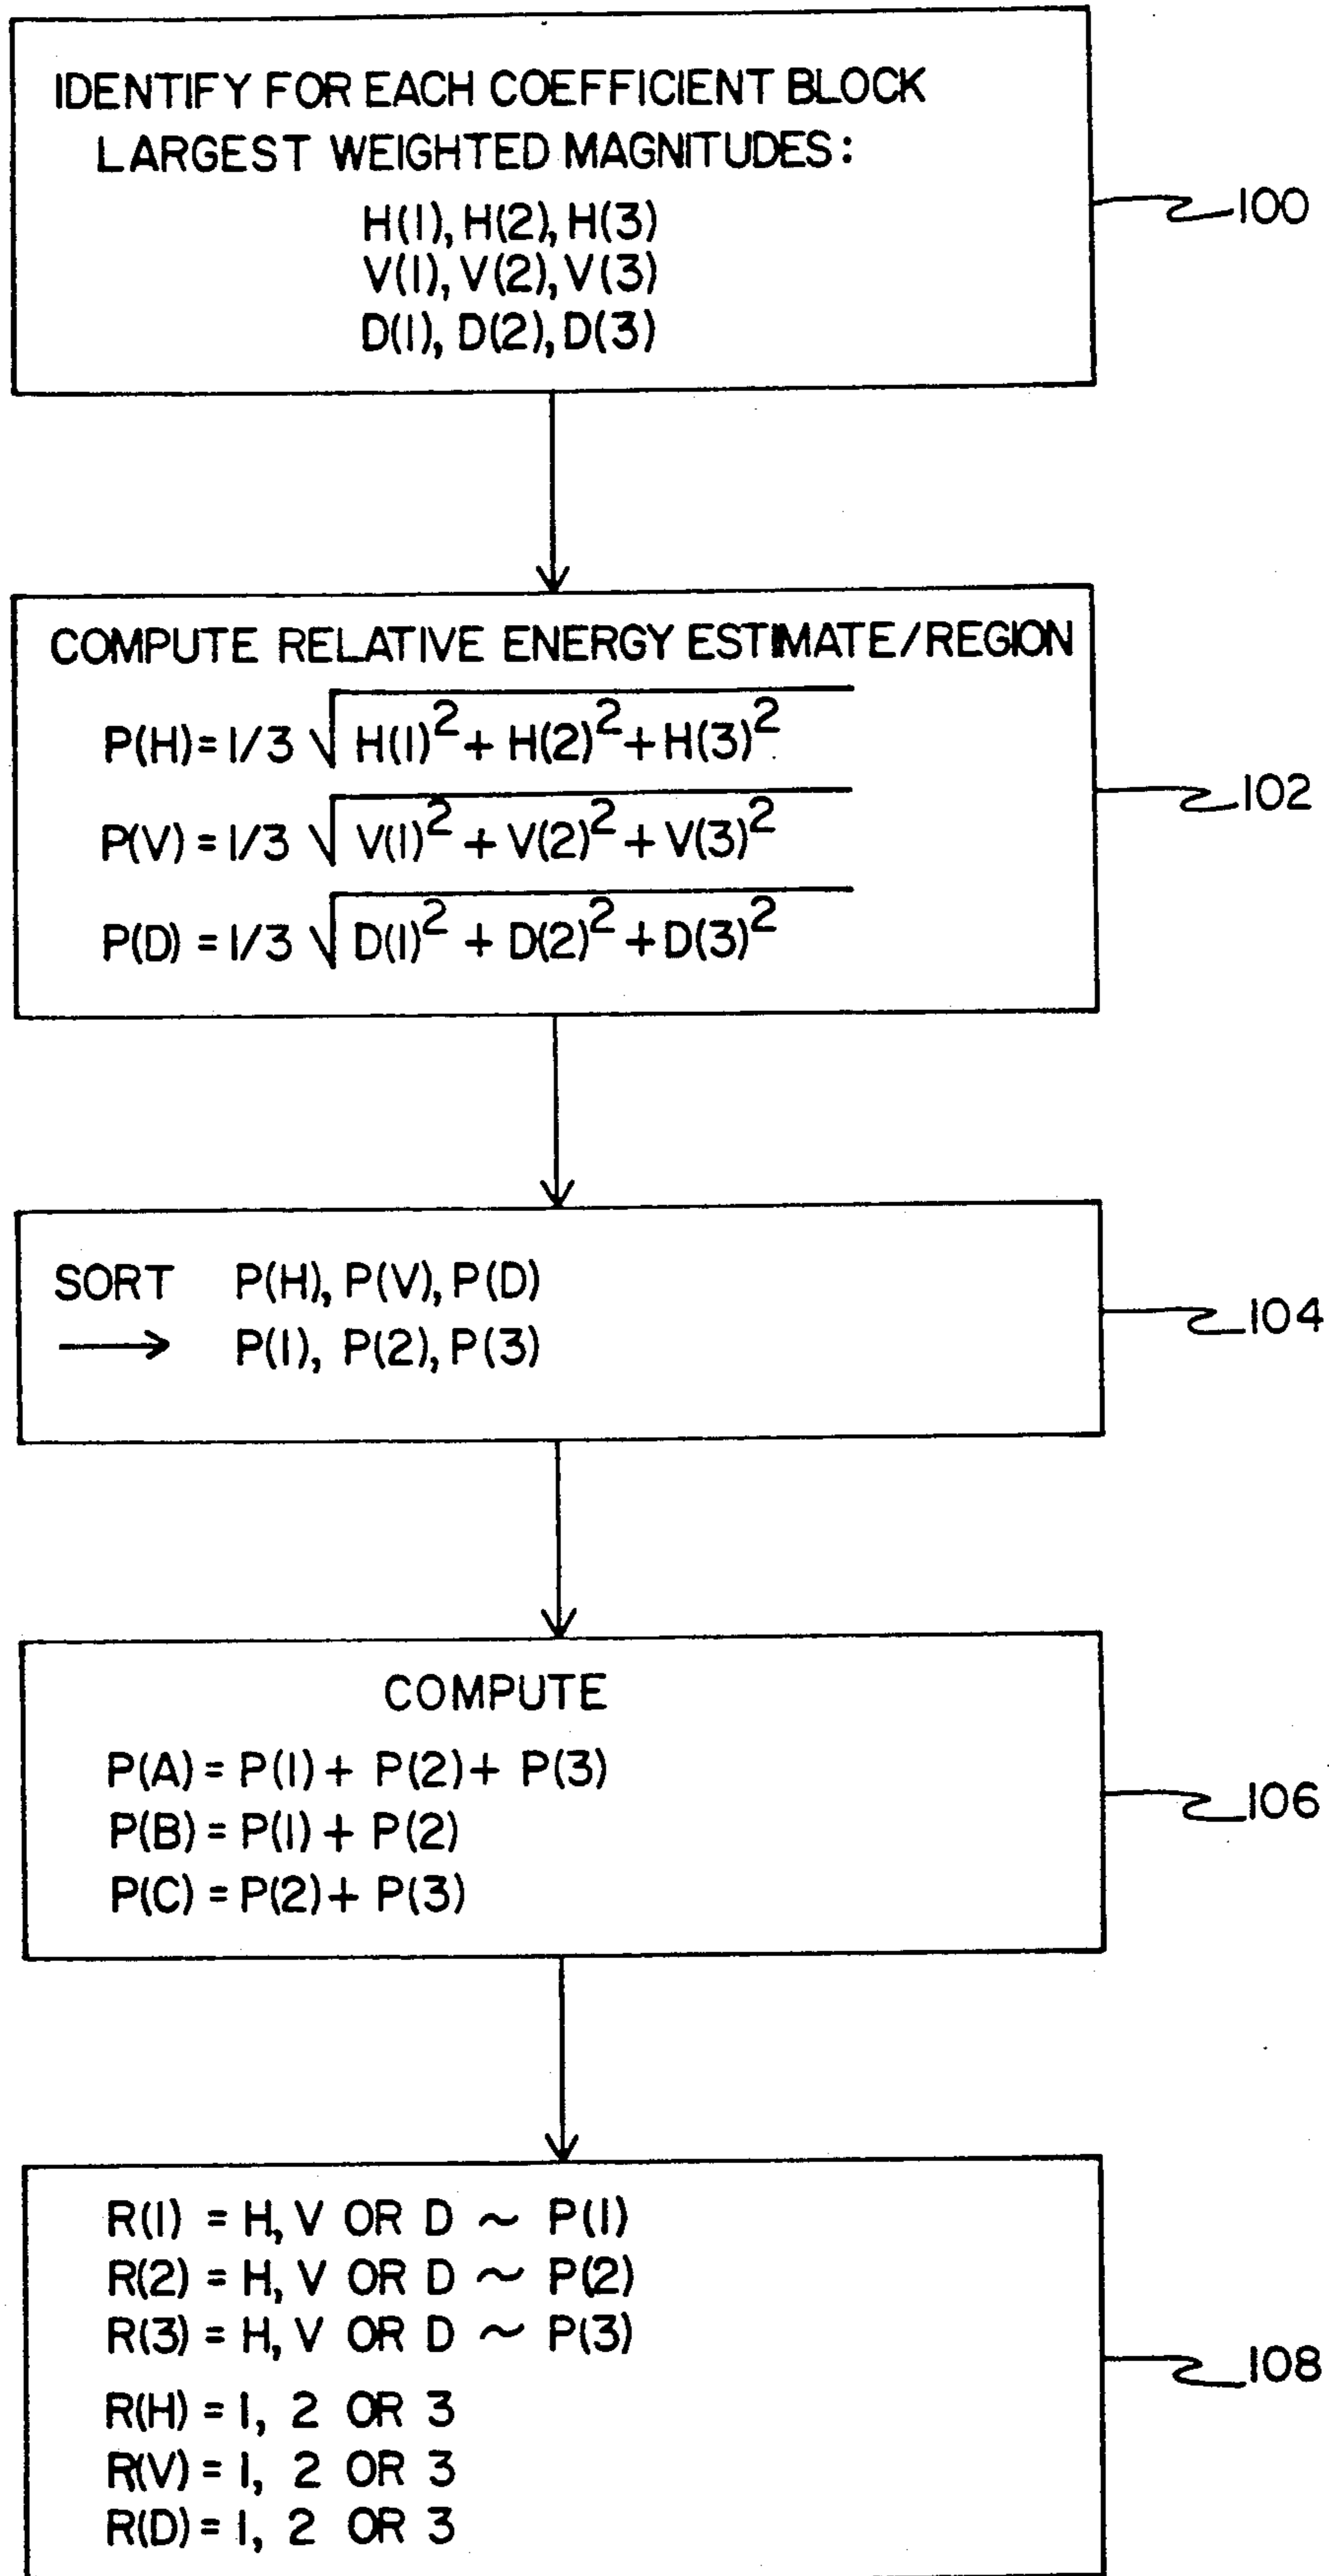 IDENTIFY FOR EACH COEFFICIENT BLOCK
LARGEST WEIGHTED MAGNITUDES:
H(1), H(2), H(3)
V(1), V(2), V(3)
D(1), D(2), D(3)
100
COMPUTE RELATIVE ENERGY ESTIMATE/REGION
P(H)=1/3 √H(1)²+ H(2)²+H(3)²
P(V) = 1/3 √V(1)² + V(2)² + V(3)²
P(D) = 1/3 √D(1)² + D(2)² + D(3)²
102
SORT P(H), P(V), P(D)
→ P(1), P(2), P(3)
104
COMPUTE
P(A) = P(1) + P(2) + P(3)
P(B) = P(1) + P(2)
P(C) = P(2) + P(3)
106
R(1) = H, V OR D ~ P(1)
R(2) = H, V OR D ~ P(2)
R(3) = H, V OR D ~ P(3)
R(H) = 1, 2 OR 3
R(V) = 1, 2 OR 3
R(D) = 1, 2 OR 3
108